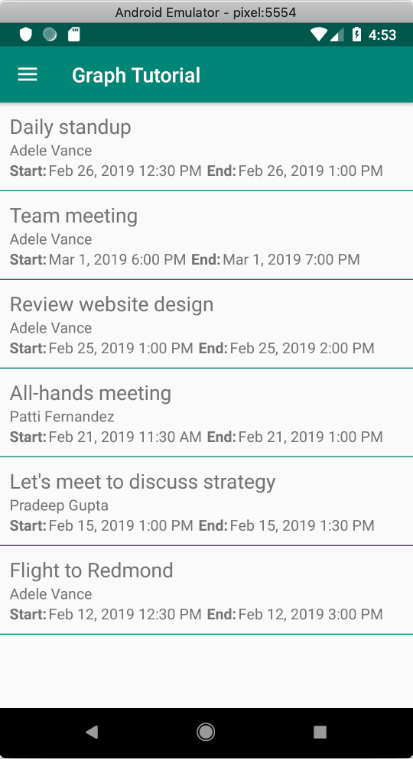 Android Emulator - pixel:5554
4:53
Graph Tutorial
Daily standup
Adele Vance
Start: Feb 26, 2019 12:30 PM End: Feb 26, 2019 1:00 PM
Team meeting
Adele Vance
Start: Mar 1, 2019 6:00 PM End: Mar 1, 2019 7:00 PM
Review website design
Adele Vance
Start: Feb 25, 2019 1:00 PM End: Feb 25, 2019 2:00 PM
All-hands meeting
Patti Fernandez
Start: Feb 21, 2019 11:30 AM End: Feb 21, 2019 1:00 PM
Let's meet to discuss strategy
Pradeep Gupta
Start: Feb 15, 2019 1:00 PM End: Feb 15, 2019 1:30 PM
Flight to Redmond
Adele Vance
Start: Feb 12, 2019 12:30 PM End: Feb 12, 2019 3:00 PM